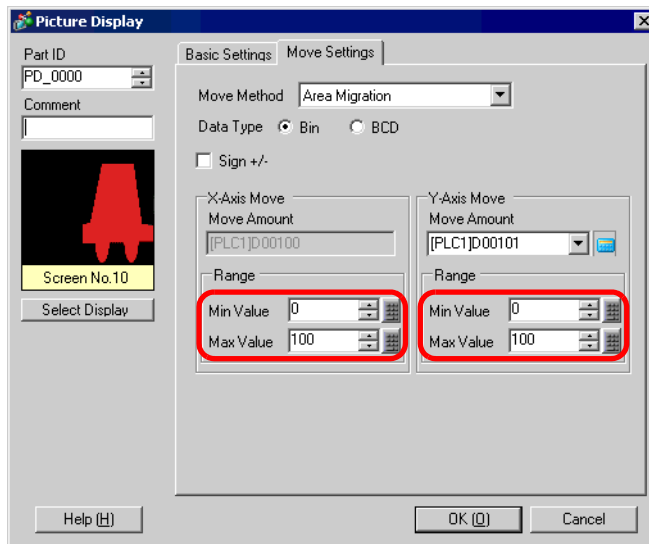 Picture Display
Part ID
PD_0000
Comment
Screen No.10
Select Display
Basic Settings
Move Settings
Move Method
Area Migration
Data Type
Bin
BCD
Sign +/-
X-Axis Move
Move Amount
[PLC1]D00100
Range
Min Value
0
Max Value
100
Y-Axis Move
Move Amount
[PLC1]D00101
Range
Min Value
0
Max Value
100
Help (H)
OK (O)
Cancel